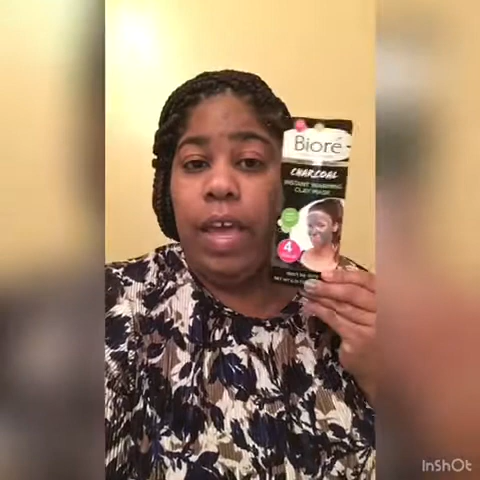 Bioré
CHARCOAL
INSTANT WARMING
CLAY MASK
4
InShOt